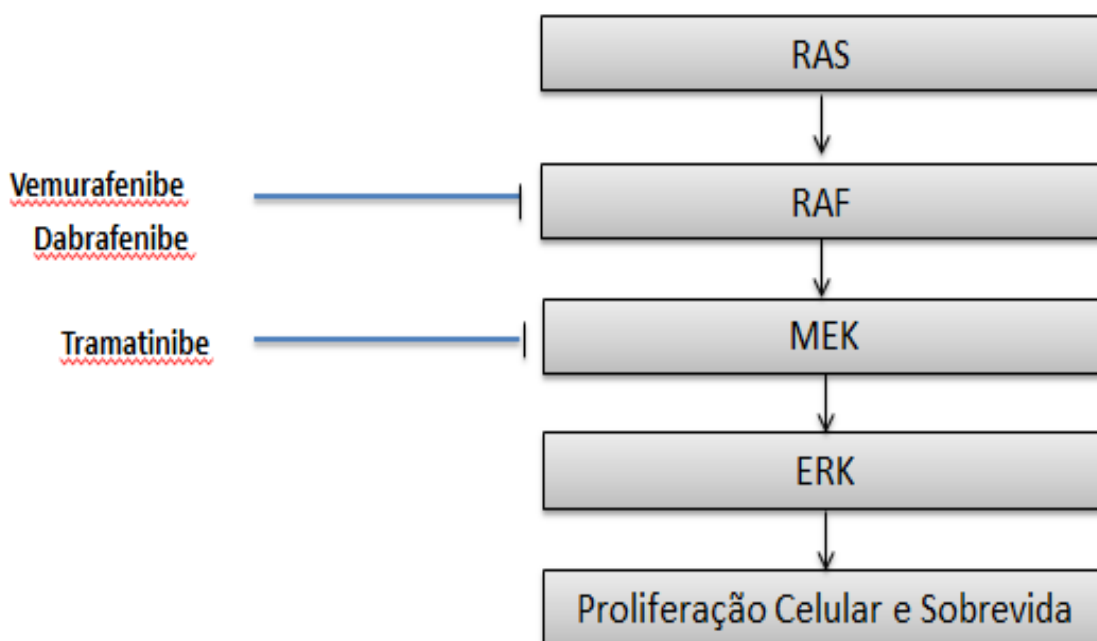 RAS
Vemurafenibe
RAF
Dabrafenibe
Tramatinibe
MEK
ERK
Proliferação Celular e Sobrevida